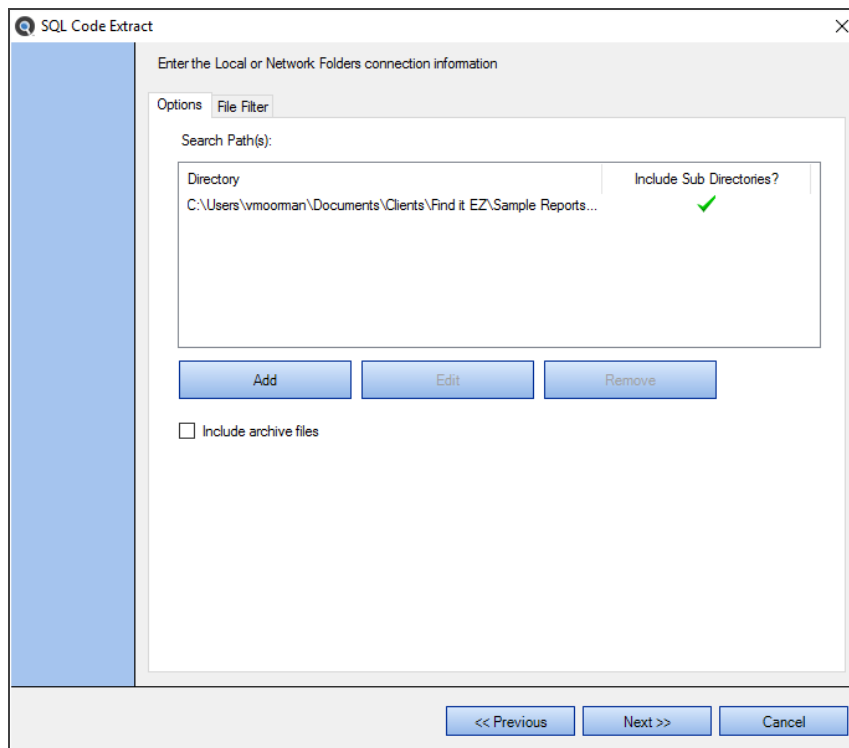 SQL Code Extract
Enter the Local or Network Folders connection information
Options File Filter
Search Path(s):
Directory Include Sub Directories?
C:\Users\vmoorman\Documents\Clients\Find it EZ\Sample Reports...
Add Edit Remove
Include archive files
<< Previous Next >> Cancel